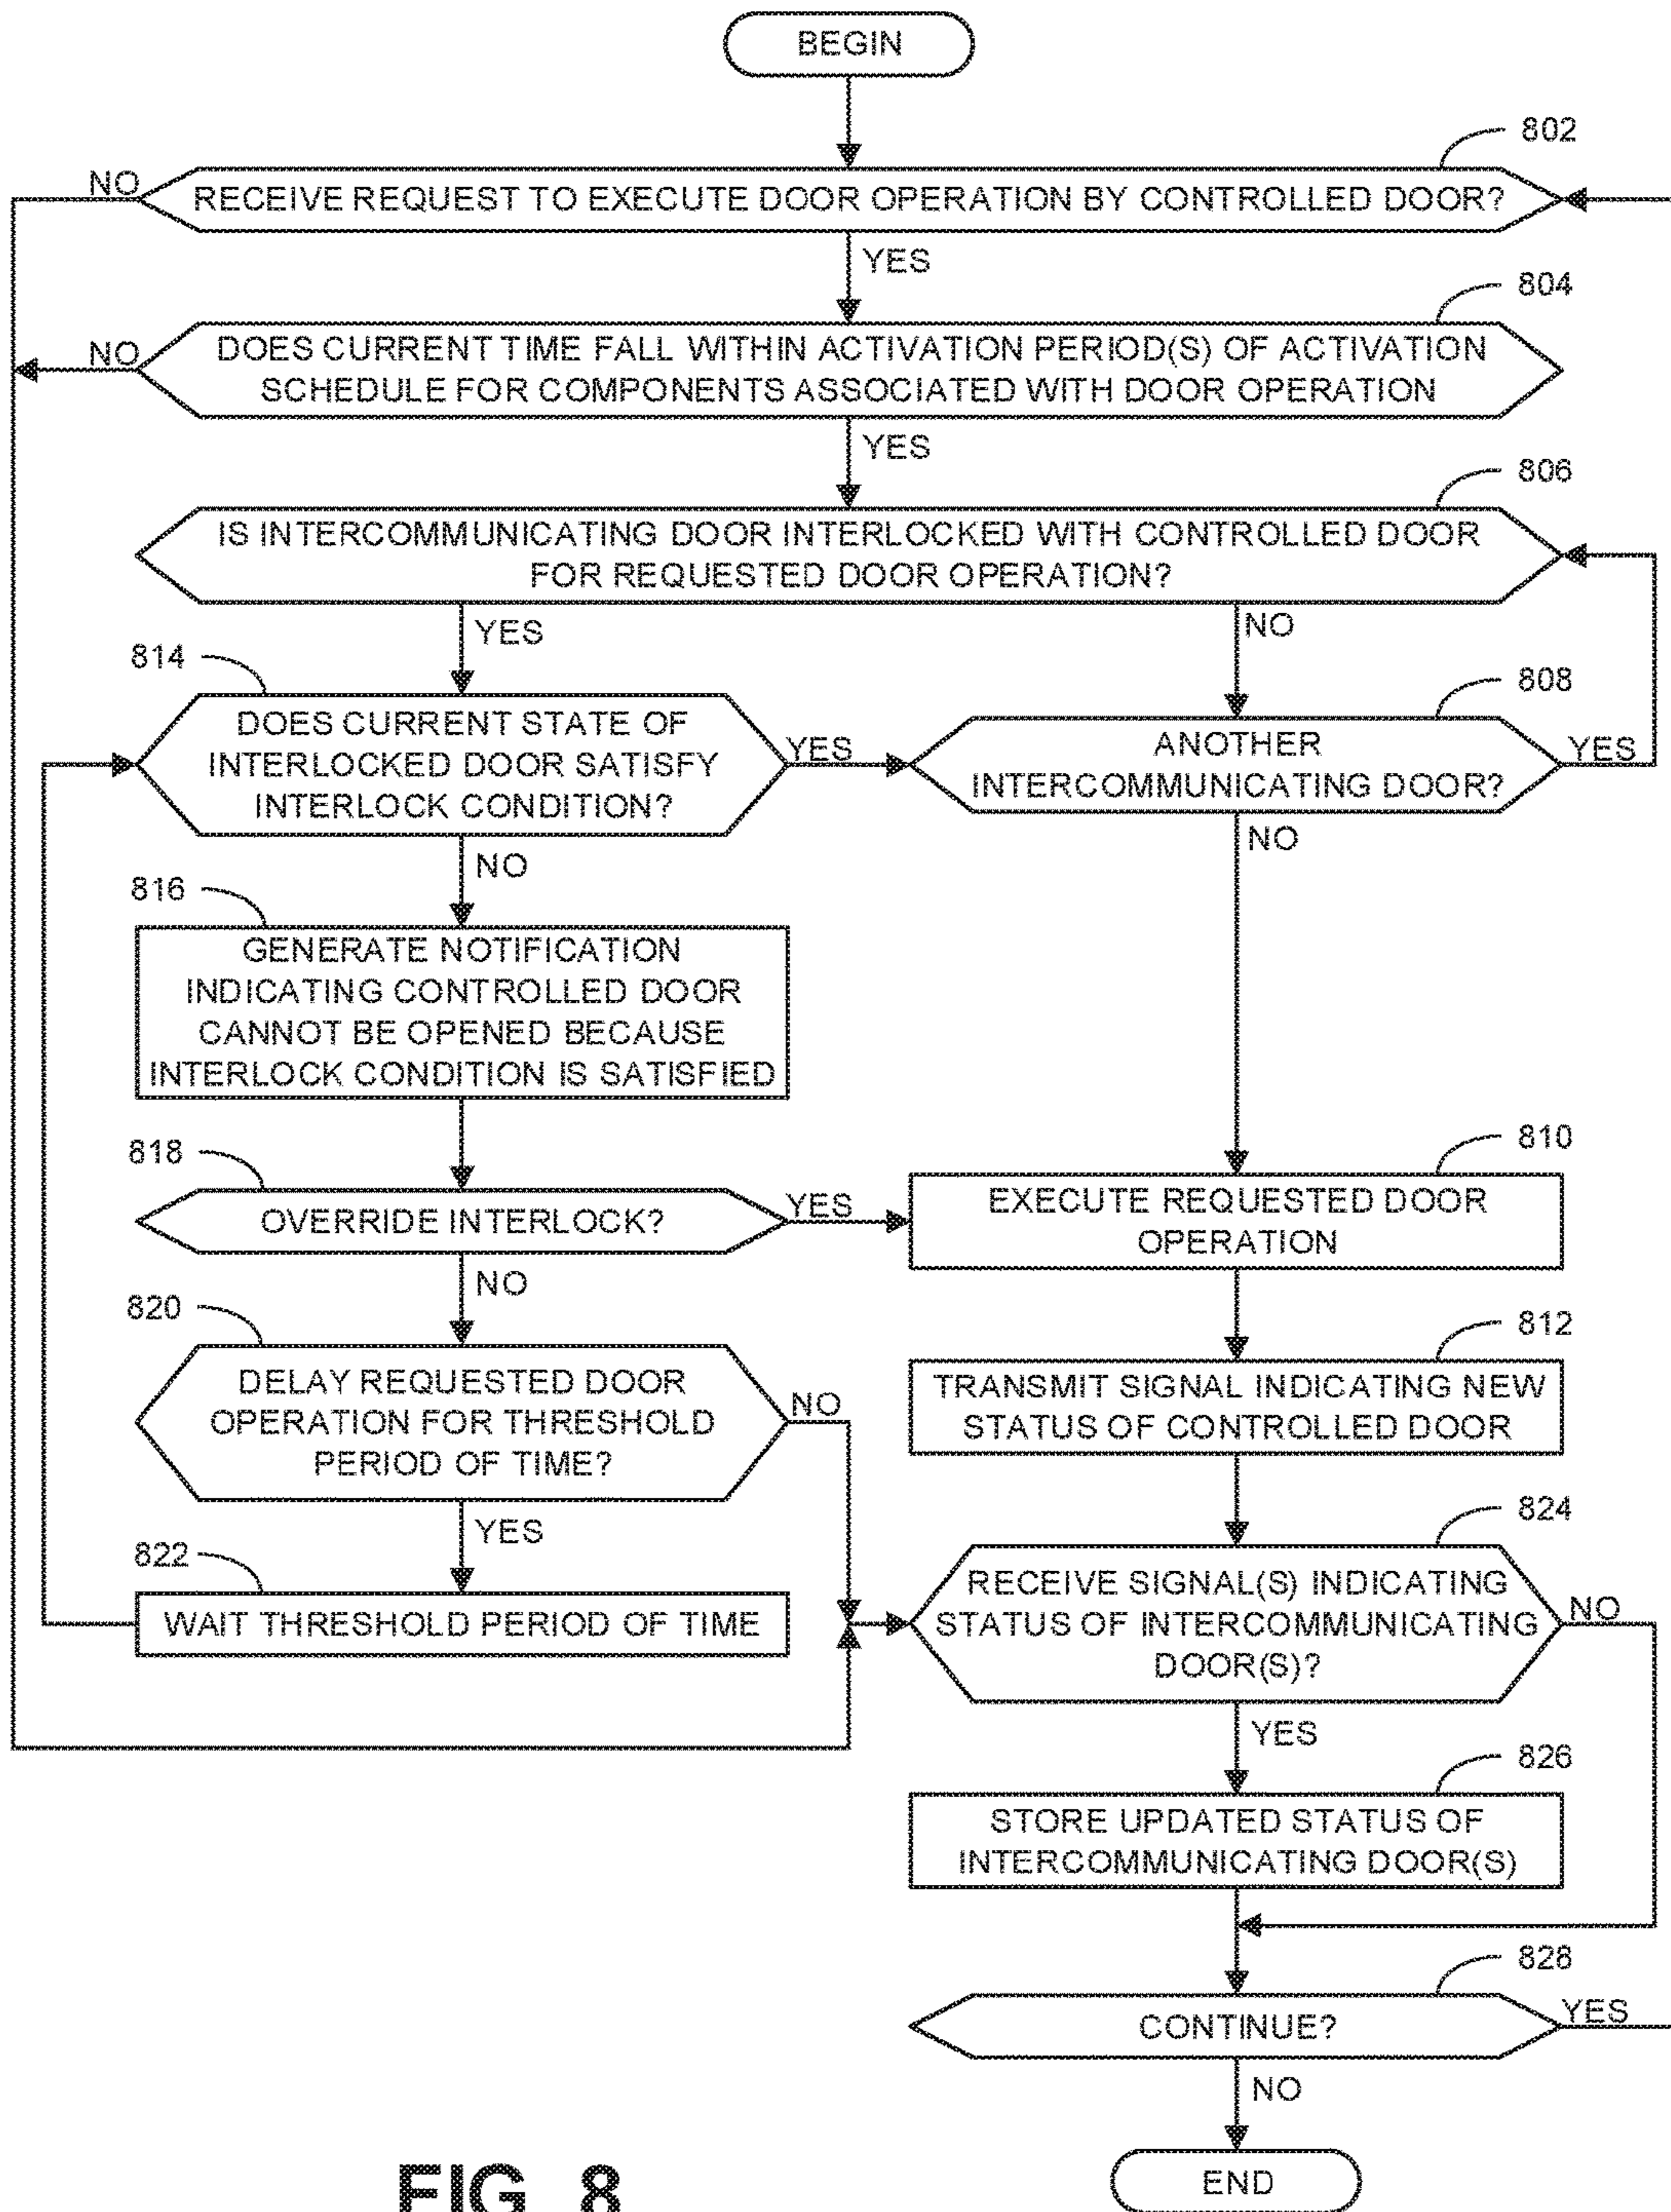 BEGIN
802
NO
RECEIVE REQUEST TO EXECUTE DOOR OPERATION BY CONTROLLED DOOR?
YES
804
NO
DOES CURRENT TIME FALL WITHIN ACTIVATION PERIOD(S) OF ACTIVATION
SCHEDULE FOR COMPONENTS ASSOCIATED WITH DOOR OPERATION
YES
806
IS INTERCOMMUNICATING DOOR INTERLOCKED WITH CONTROLLED DOOR
FOR REQUESTED DOOR OPERATION?
YES
NO
814
DOES CURRENT STATE OF
INTERLOCKED DOOR SATISFY
INTERLOCK CONDITION?
YES
808
ANOTHER
INTERCOMMUNICATING DOOR?
YES
NO
NO
816
GENERATE NOTIFICATION
INDICATING CONTROLLED DOOR
CANNOT BE OPENED BECAUSE
INTERLOCK CONDITION IS SATISFIED
818
OVERRIDE INTERLOCK?
YES
810
EXECUTE REQUESTED DOOR
OPERATION
NO
820
DELAY REQUESTED DOOR
OPERATION FOR THRESHOLD
PERIOD OF TIME?
NO
812
TRANSMIT SIGNAL INDICATING NEW
STATUS OF CONTROLLED DOOR
YES
822
WAIT THRESHOLD PERIOD OF TIME
824
RECEIVE SIGNAL(S) INDICATING
STATUS OF INTERCOMMUNICATING
DOOR(S)?
NO
YES
826
STORE UPDATED STATUS OF
INTERCOMMUNICATING DOOR(S)
828
CONTINUE?
YES
NO
END
FIG. 8